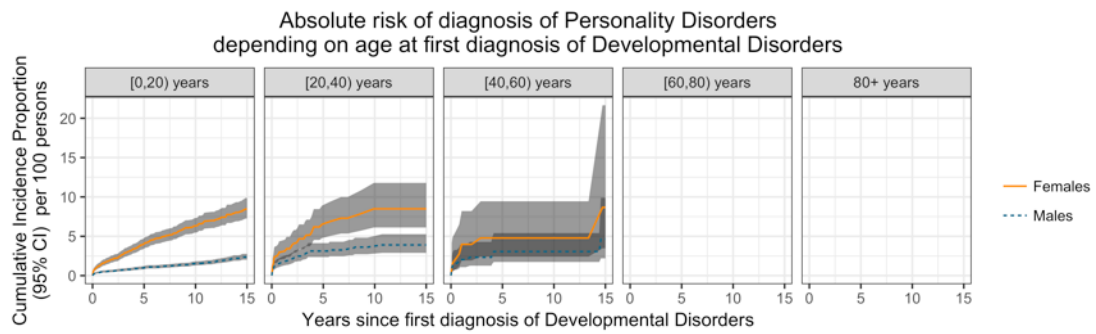 Absolute risk of diagnosis of Personality Disorders
depending on age at first diagnosis of Developmental Disorders
Cumulative Incidence Proportion
(95% CI) per 100 persons
[0,20) years
[20,40) years
[40,60) years
[60,80) years
80+ years
20
15
10
5
0
0 5 10 15
0 5 10 15
0 5 10 15
0 5 10 15
0 5 10 15
Years since first diagnosis of Developmental Disorders
Females
Males